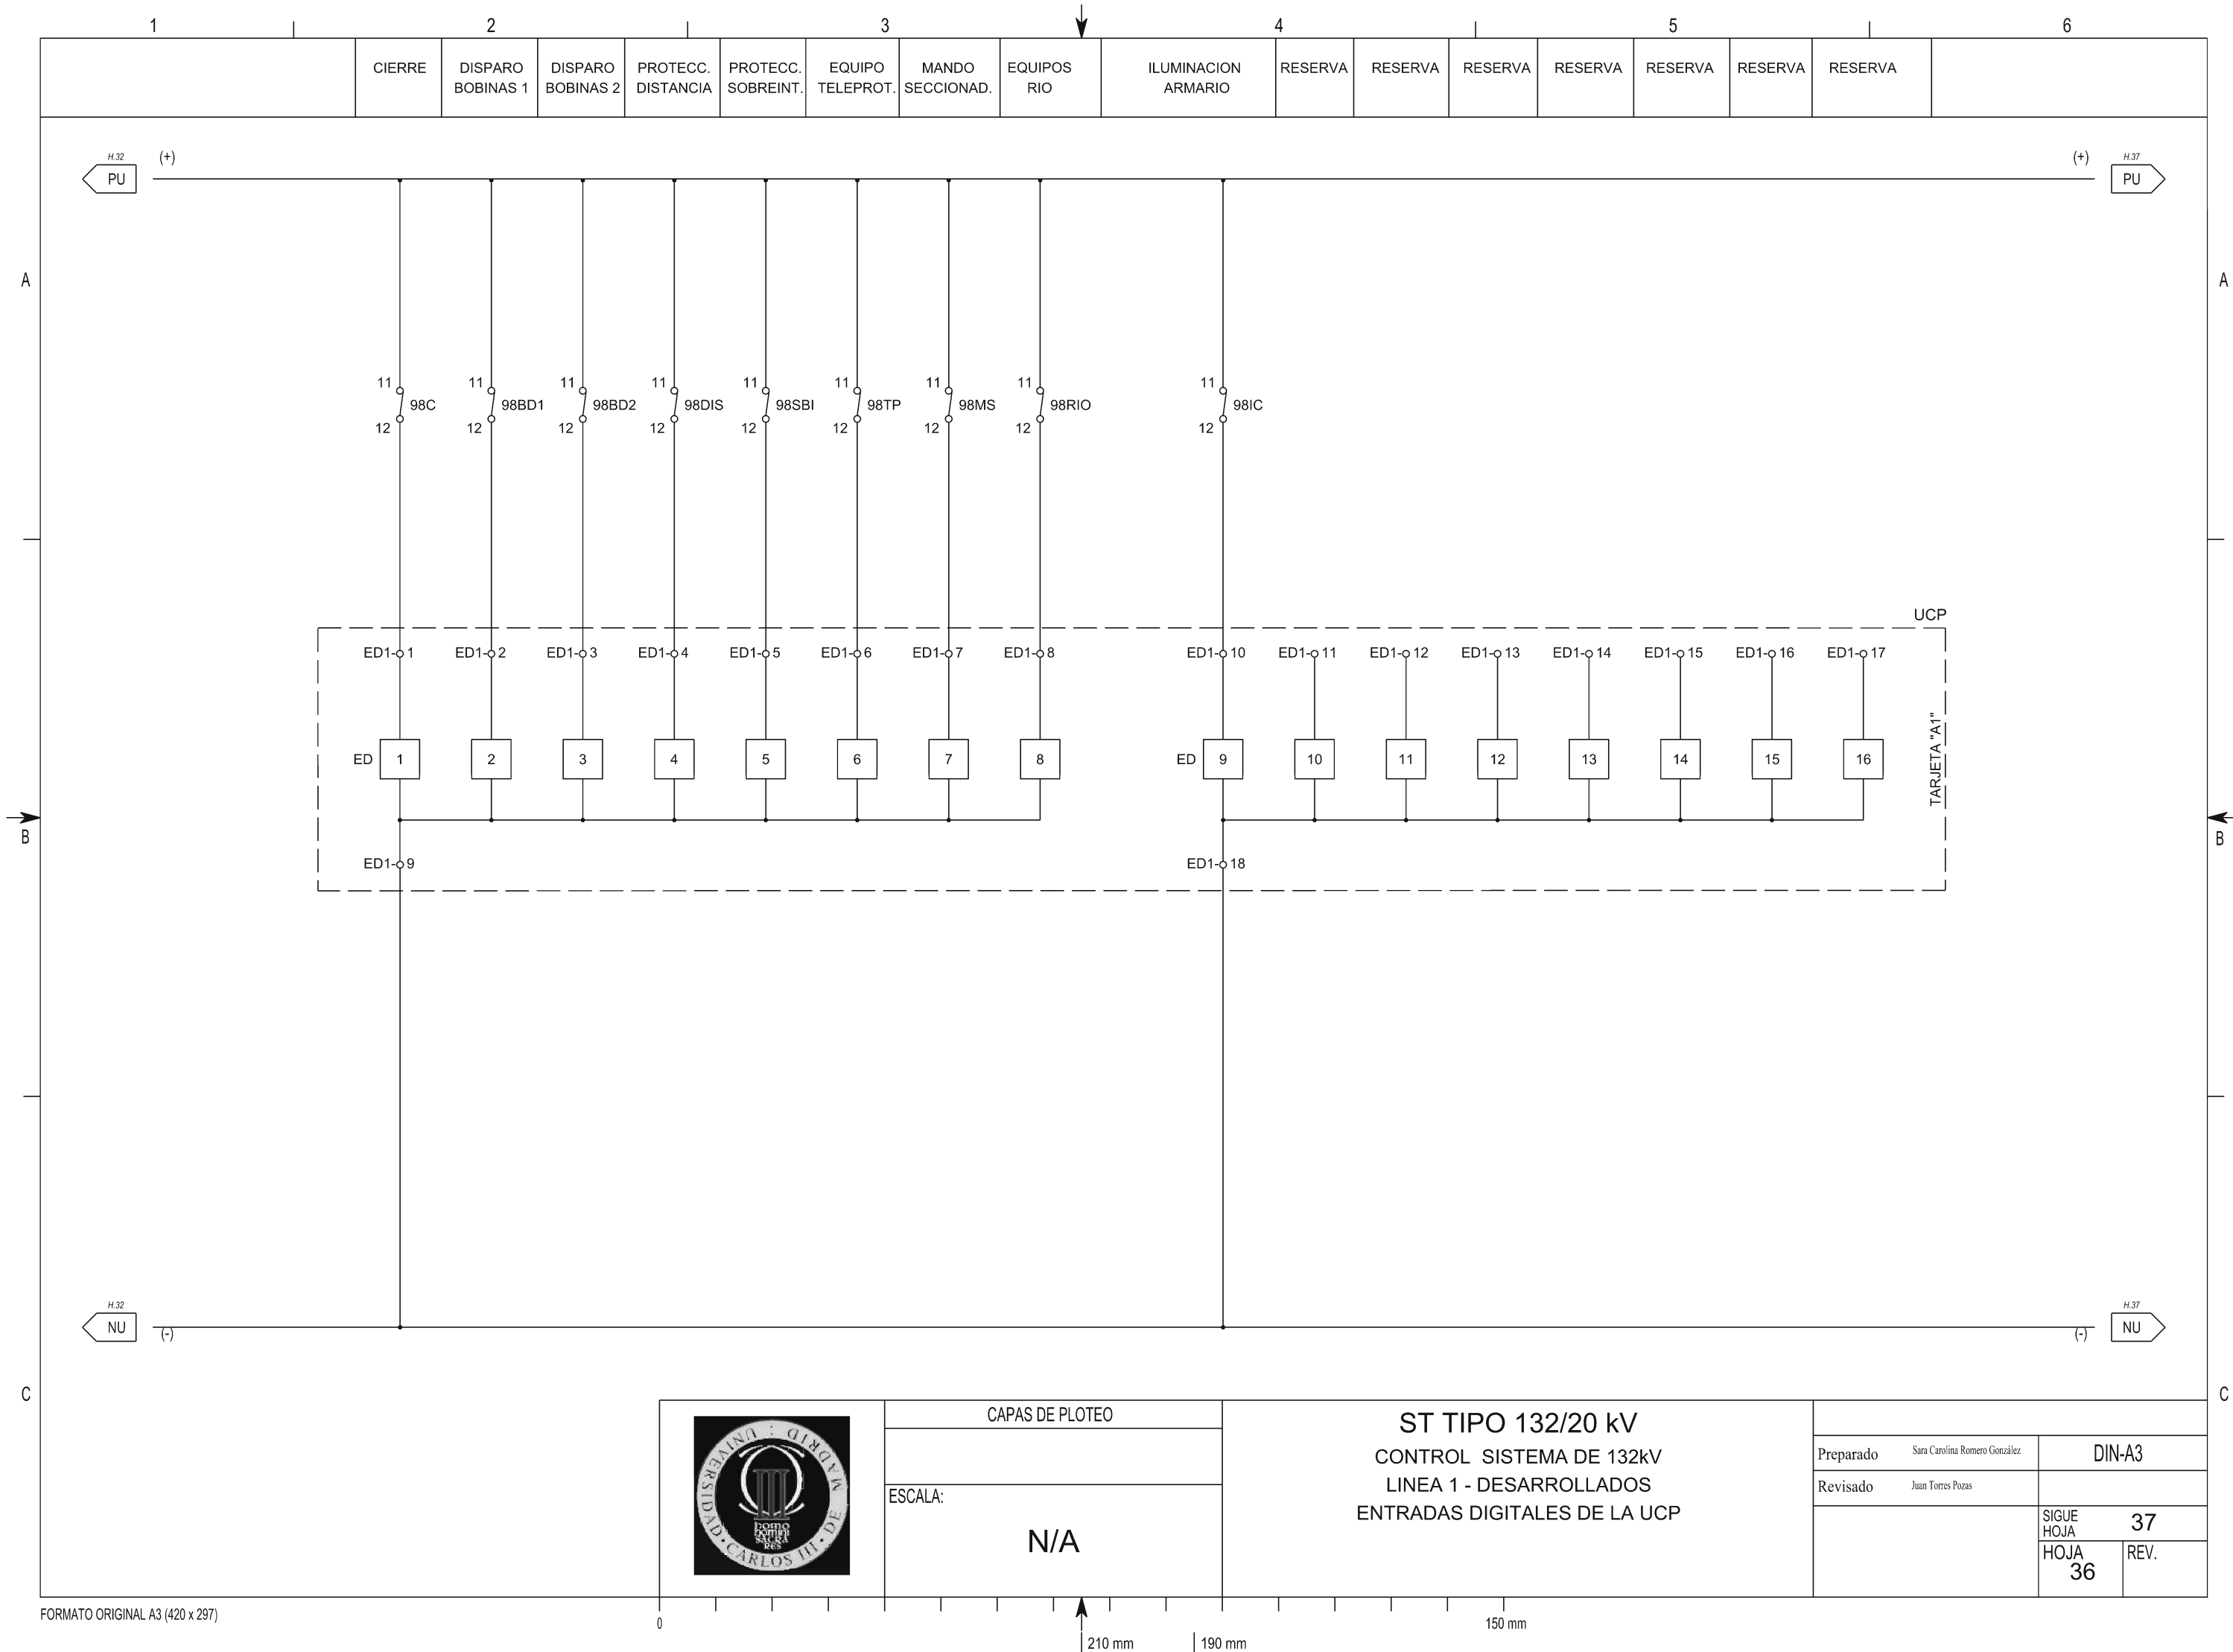 1 2 3 4 5 6
CIERRE
DISPARO
BOBINAS 1
DISPARO
BOBINAS 2
PROTECC.
DISTANCIA
PROTECC.
SOBREINT.
EQUIPO
TELEPROT.
MANDO
SECCIONAD.
EQUIPOS
RIO
ILUMINACION
ARMARIO
RESERVA
RESERVA
RESERVA
RESERVA
RESERVA
RESERVA
RESERVA
H.32
PU
(+)
(+)
H.37
PU
A
A
11 11 11 11 11 11 11 11 11
98C 98BD1 98BD2 98DIS 98SBI 98TP 98MS 98RIO 98IC
12 12 12 12 12 12 12 12 12
UCP
ED1-1 ED1-2 ED1-3 ED1-4 ED1-5 ED1-6 ED1-7 ED1-8 ED1-10 ED1-11 ED1-12 ED1-13 ED1-14 ED1-15 ED1-16 ED1-17
TARJETA "A1"
ED 1 2 3 4 5 6 7 8 ED 9 10 11 12 13 14 15 16
B
B
ED1-9 ED1-18
H.32
NU
(-)
(-)
H.37
NU
C
C
UNIVERSIDAD · CARLOS III · DE MADRID :
homo
homini
sacra
res
CAPAS DE PLOTEO
ESCALA:
N/A
ST TIPO 132/20 kV
CONTROL SISTEMA DE 132kV
LINEA 1 - DESARROLLADOS
ENTRADAS DIGITALES DE LA UCP
Preparado Sara Carolina Romero González
DIN-A3
Revisado Juan Torres Pozas
SIGUE
HOJA
37
HOJA
36
REV.
FORMATO ORIGINAL A3 (420 x 297)
0
150 mm
210 mm
190 mm